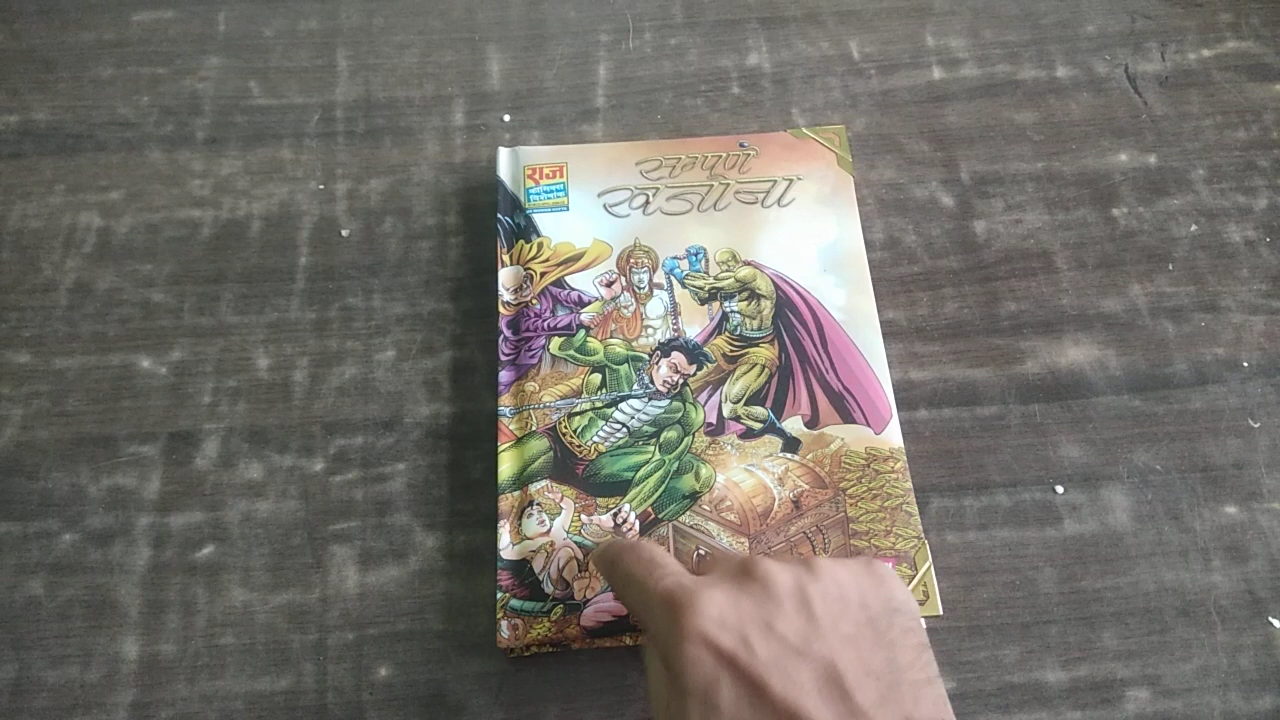 राज
कॉमिक्स
विशेषांक
सम्पूर्ण
खजाना